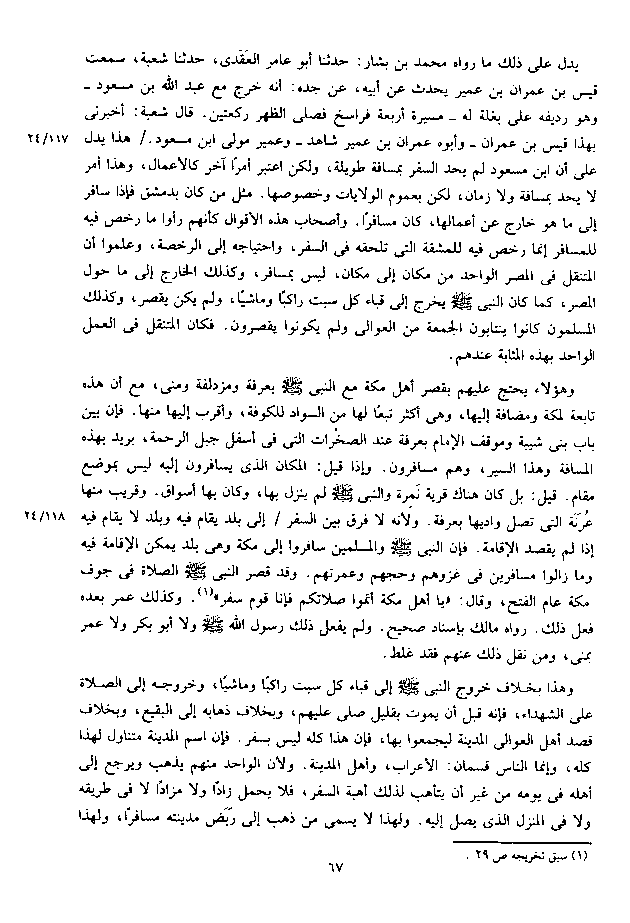 يدل على ذلك ما رواه محمد بن بشار: حدثنا أبو عامر العَقَدى، حدثنا شعبة، سمعت
قيس بن عمران بن عمير يحدث عن أبيه، عن جده: أنه خرج مع عبد الله بن مسعود ـ
وهو رديفه على بغلة له ـ مسيرة أربعة فراسخ فصلى الظهر ركعتين. قال شعبة: أخبرنى
٢٤/١١٧ بهذا قيس بن عمران ـ وأبوه عمران بن عمير شاهد ـ وعمير مولى ابن مسعود./ هذا يدل
على أن ابن مسعود لم يحد السفر بمسافة طويلة، ولكن اعتبر أمرًا آخر كالأعمال، وهذا أمر
لا يحد بمسافة ولا زمان، لكن بعموم الولايات وخصوصها. مثل من كان بدمشق فإذا سافر
إلى ما هو خارج عن أعمالها، كان مسافرًا. وأصحاب هذه الأقوال كأنهم رأوا ما رخص فيه
للمسافر إنما رخص فيه للمشقة التى تلحقه فى السفر، واحتياجه إلى الرخصة، وعلموا أن
المتنقل فى المصر الواحد من مكان إلى مكان، ليس بمسافر، وكذلك الخارج إلى ما حول
المصر، كما كان النبى ﷺ يخرج إلى قباء كل سبت راكبًا وماشيًا، ولم يكن يقصر، وكذلك
المسلمون كانوا ينتابون الجمعة من العوالى ولم يكونوا يقصرون. فكان المتنقل فى العمل
الواحد بهذه المثابة عندهم.
وهؤلاء يحتج عليهم بقصر أهل مكة مع النبى ﷺ بعرفة ومزدلفة ومنى، مع أن هذه
تابعة لمكة ومضافة إليها، وهى أكثر تبعًا لها من السواد للكوفة، وأقرب إليها منها. فإن بين
باب بنى شيبة وموقف الإمام بعرفة عند الصخْرات التى فى أسفل جبل الرحمة، بريد بهذه
المسافة وهذا السير، وهم مسافرون. وإذا قيل: المكان الذى يسافرون إليه ليس بموضع
مقام. قيل: بل كان هناك قرية نَمِرة والنبى ﷺ لم ينزل بها، وكان بها أسواق. وقريب منها
٢٤/١١٨ عُرَنَة التى تصل واديها بعرفة. ولأنه لا فرق بين السفر / إلى بلد يقام فيه وبلد لا يقام فيه
إذا لم يقصد الإقامة. فإن النبى ﷺ والمسلمين سافروا إلى مكة وهى بلد يمكن الإقامة فيه
وما زالوا مسافرين فى غزوهم وحجهم وعمرتهم. وقد قصر النبى ﷺ الصلاة فى جوف
مكة عام الفتح، وقال: «يا أهل مكة أتموا صلاتكم فإنا قوم سفر»(١). وكذلك عمر بعده
فعل ذلك. رواه مالك بإسناد صحيح. ولم يفعل ذلك رسول الله ﷺ ولا أبو بكر ولا عمر
بمنى، ومن نقل ذلك عنهم فقد غلط.
وهذا بخلاف خروج النبى ﷺ إلى قباء كل سبت راكبًا وماشيًا، وخروجه إلى الصلاة
على الشهداء، فإنه قبل أن يموت بقليل صلى عليهم، وبخلاف ذهابه إلى البقيع، وبخلاف
قصد أهل العوالى المدينة ليجمعوا بها، فإن هذا كله ليس بسفر. فإن اسم المدينة متناول لهذا
كله، وإنما الناس قسمان: الأعراب، وأهل المدينة. ولأن الواحد منهم يذهب ويرجع إلى
أهله فى يومه من غير أن يتأهب لذلك أهبة السفر، فلا يحمل زادًا ولا مزادًا لا فى طريقه
ولا فى المنزل الذى يصل إليه. ولهذا لا يسمى من ذهب إلى رَبَض مدينته مسافرًا، ولهذا
(١) سبق تخريجه ص ٢٩ .
٦٧